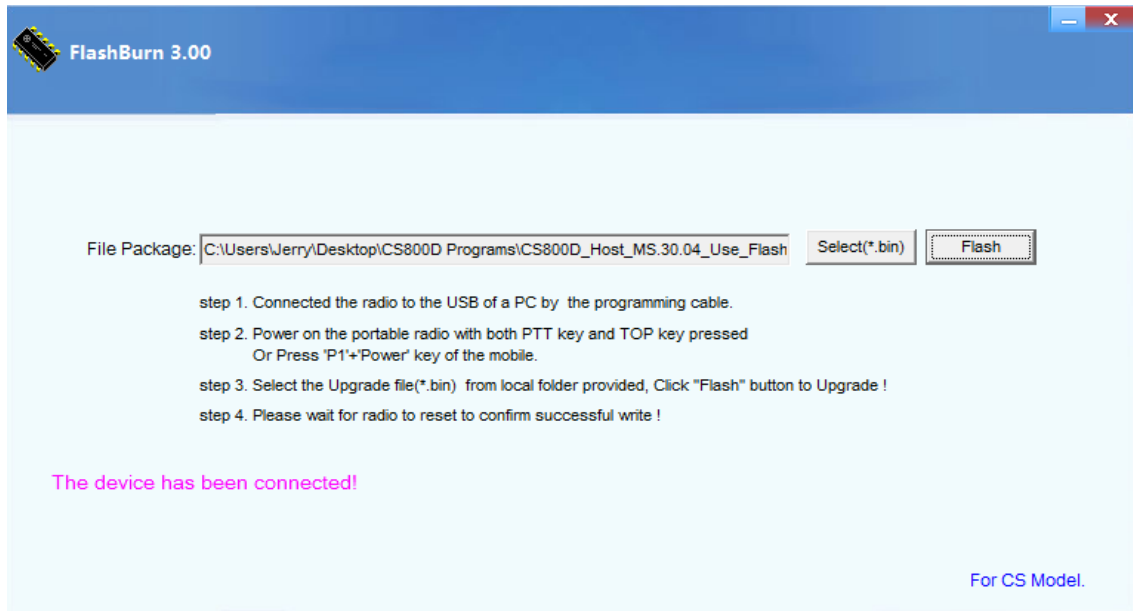 FlashBurn 3.00
File Package: C:\Users\Jerry\Desktop\CS800D Programs\CS800D_Host_MS.30.04_Use_Flash Select(*.bin) Flash
step 1. Connected the radio to the USB of a PC by the programming cable.
step 2. Power on the portable radio with both PTT key and TOP key pressed
Or Press 'P1'+'Power' key of the mobile.
step 3. Select the Upgrade file(*.bin) from local folder provided, Click "Flash" button to Upgrade !
step 4. Please wait for radio to reset to confirm successful write !
The device has been connected!
For CS Model.